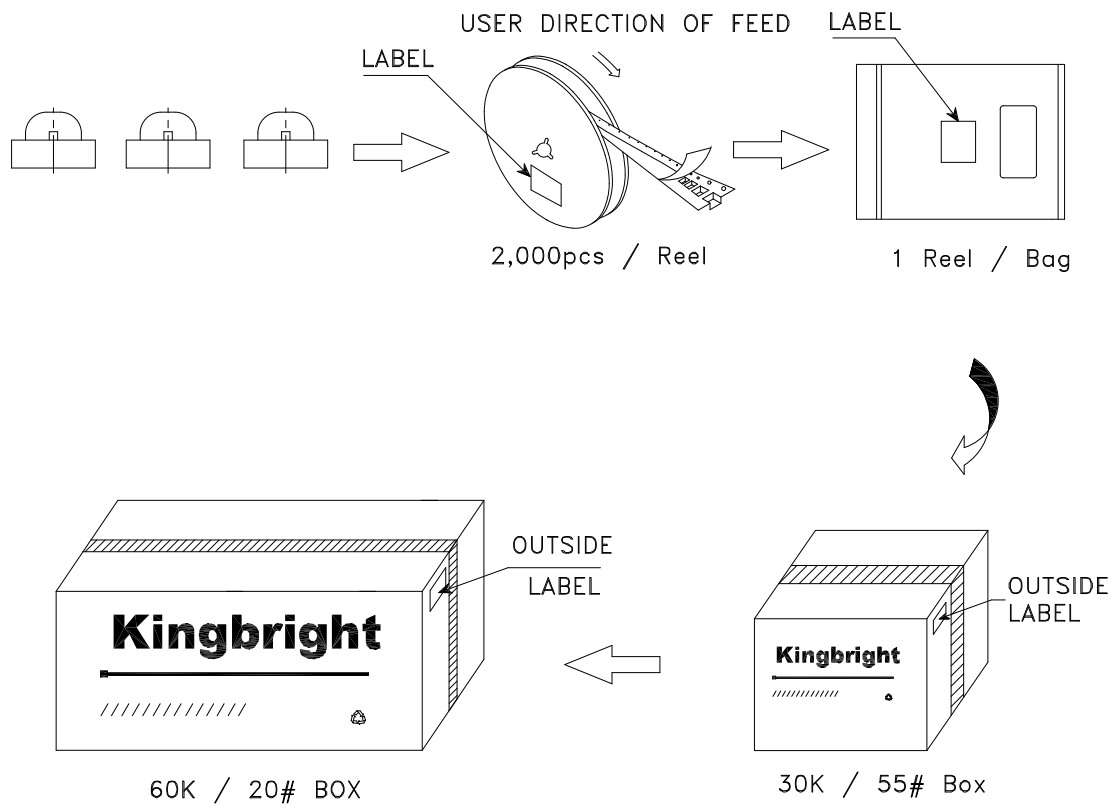 USER DIRECTION OF FEED
LABEL
LABEL
2,000pcs / Reel
1 Reel / Bag
OUTSIDE
LABEL
OUTSIDE
LABEL
Kingbright
Kingbright
60K / 20# BOX
30K / 55# Box